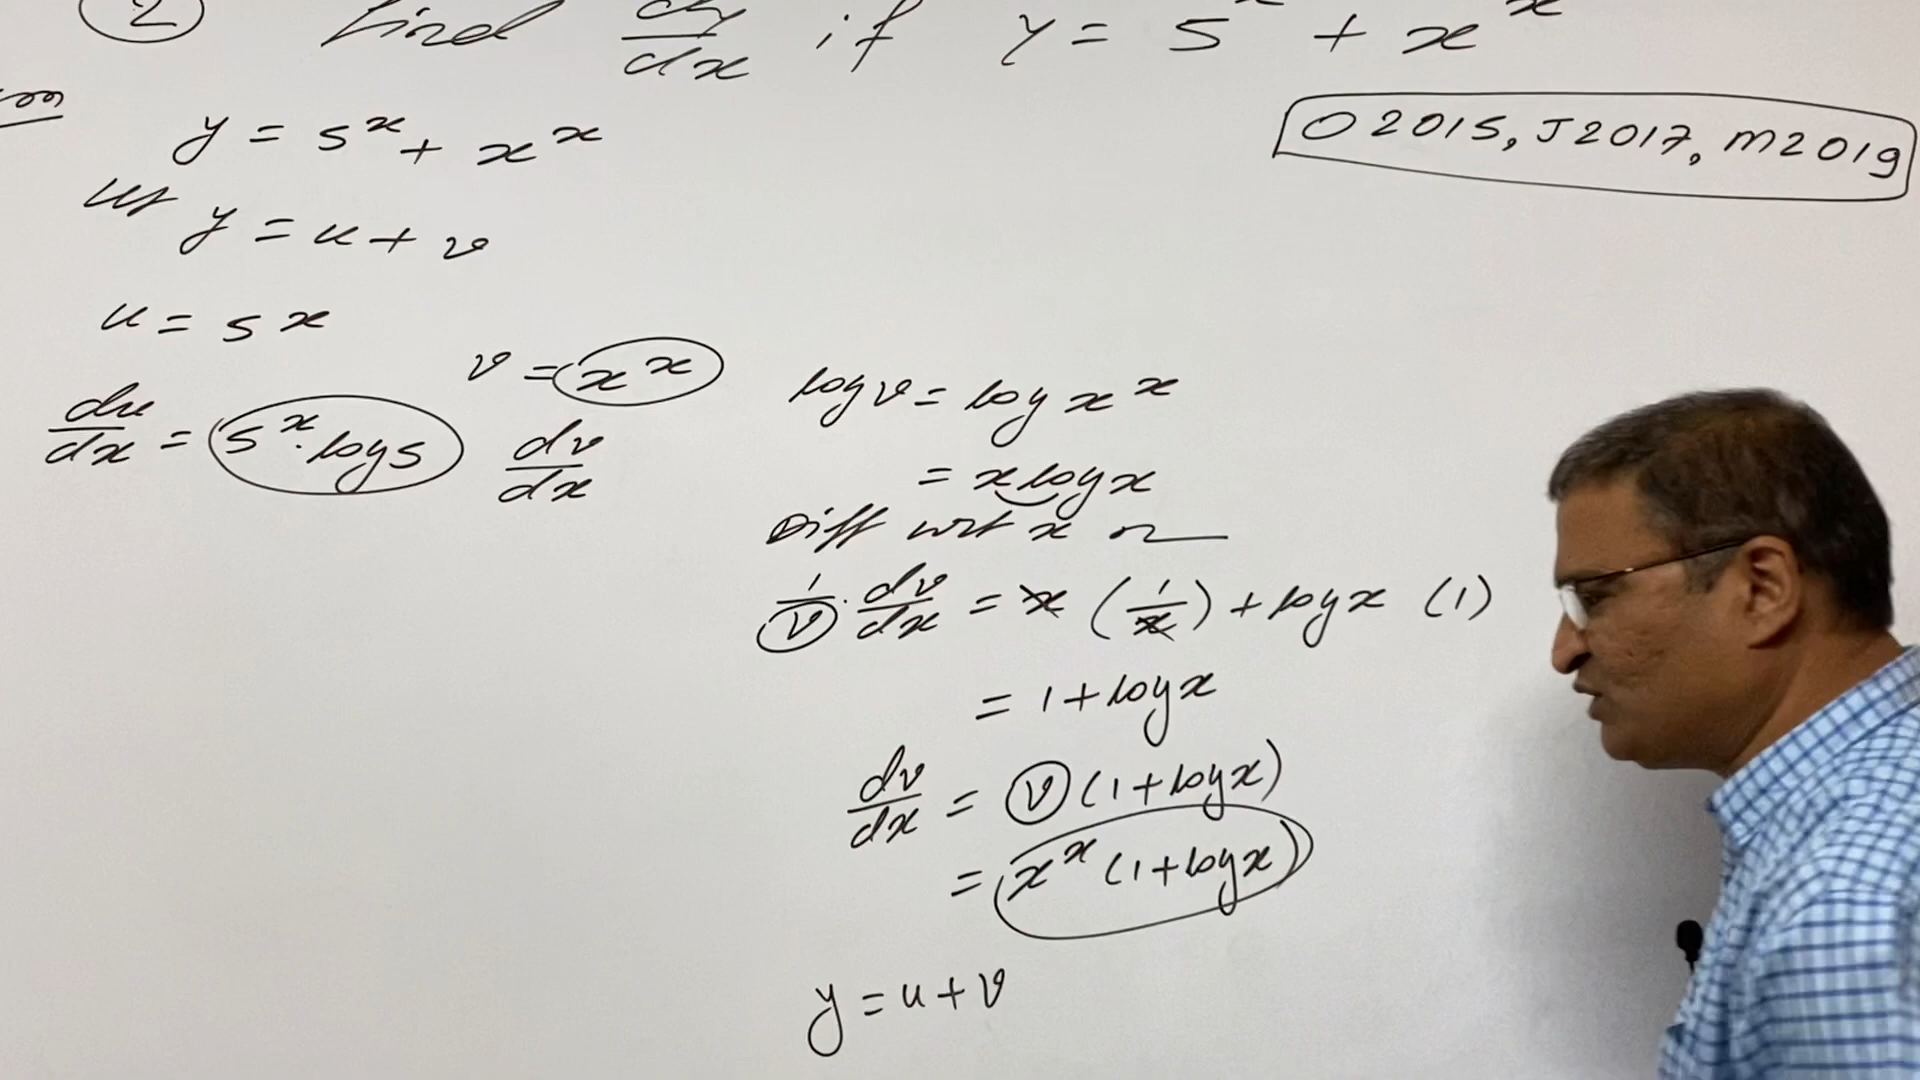 2 Find dy/dx if y = 5^x + x^x
O 2015, J 2017, M 2019
y = 5^x + x^x
let y = u + v
u = 5^x
du/dx = 5^x · log 5
v = x^x
dv/dx
log v = log x^x
= x log x
Diff wrt x
1/v · dv/dx = x (1/x) + log x (1)
= 1 + log x
dv/dx = v (1 + log x)
= x^x (1 + log x)
y = u + v